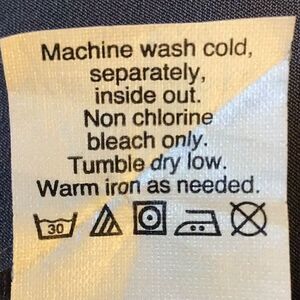 Machine wash cold,
separately,
inside out.
Non chlorine
bleach only.
Tumble dry low.
Warm iron as needed.
30